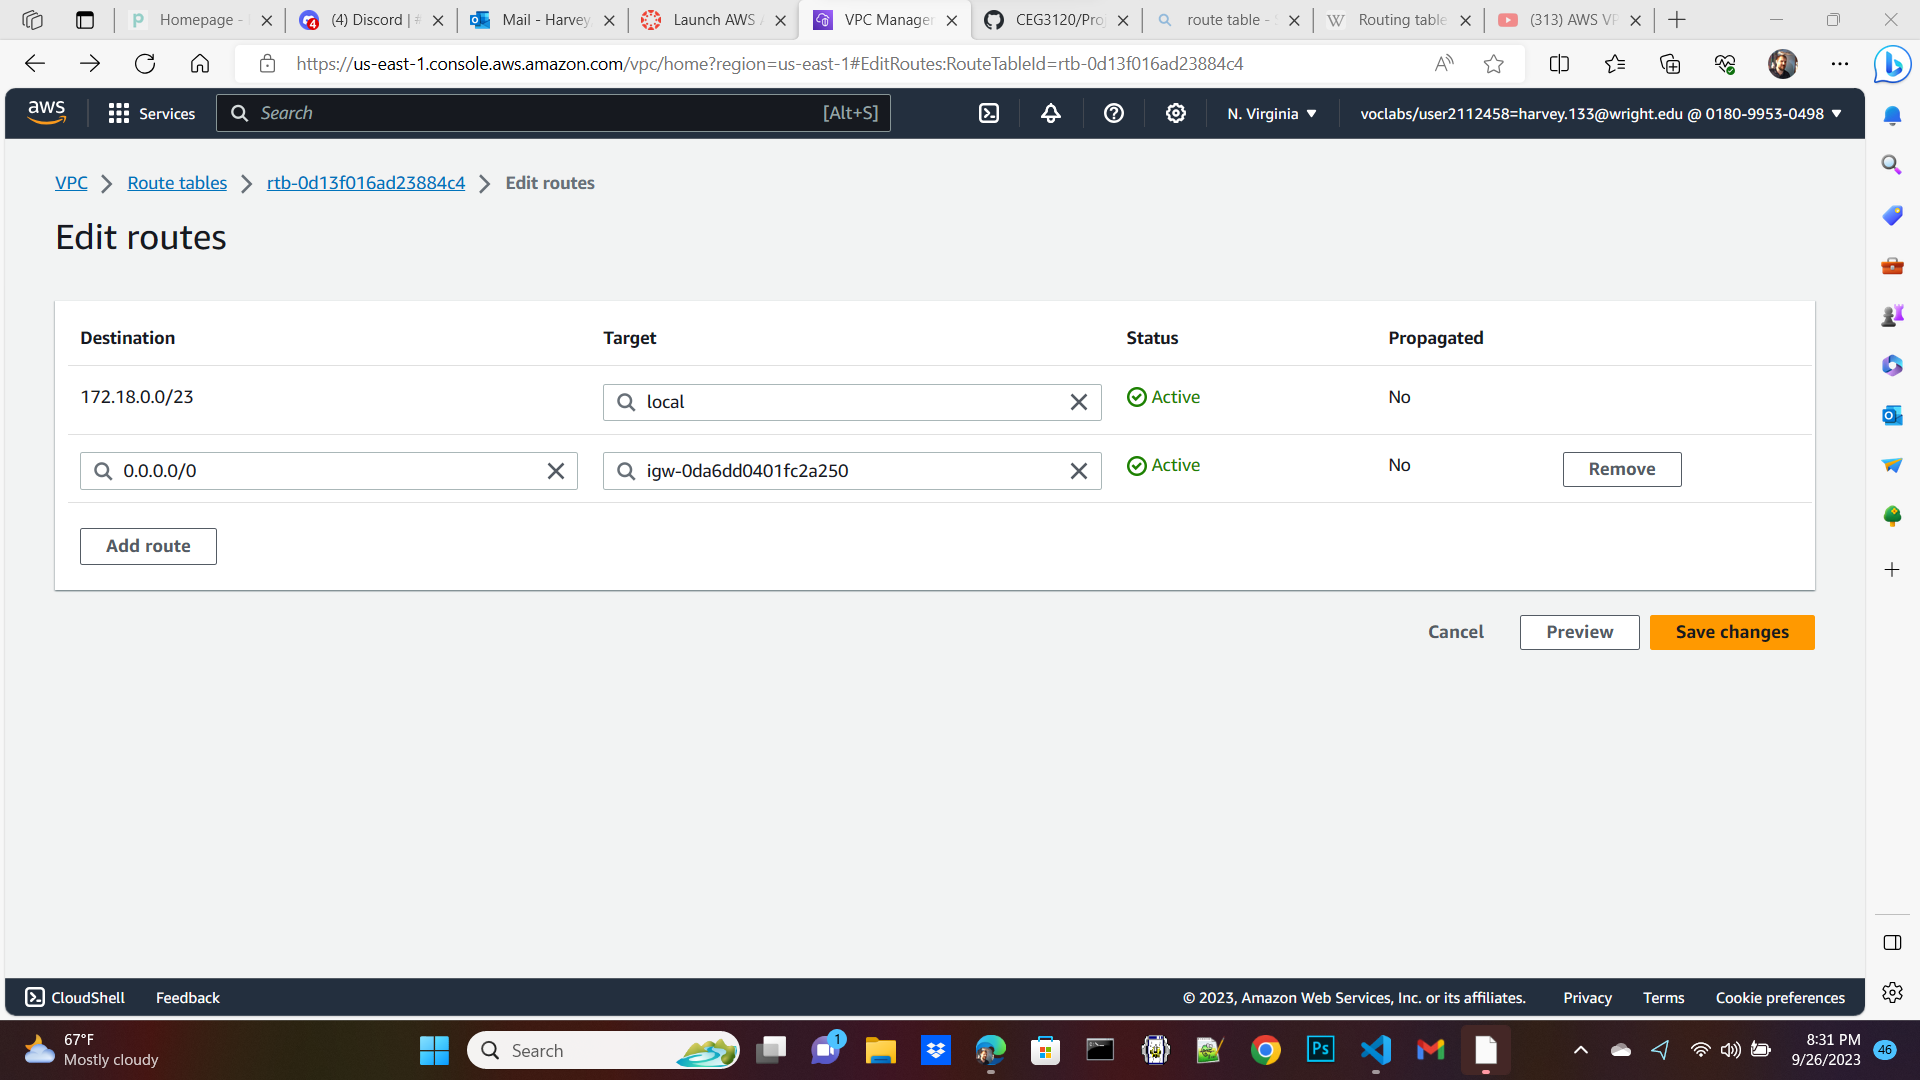 Homepage -
(4) Discord | #
Mail - Harvey,
Launch AWS A
VPC Manager
CEG3120/Proj
route table - S
Routing table
(313) AWS VP
https://us-east-1.console.aws.amazon.com/vpc/home?region=us-east-1#EditRoutes:RouteTableId=rtb-0d13f016ad23884c4
aws
Services
Search
[Alt+S]
N. Virginia
voclabs/user2112458=harvey.133@wright.edu @ 0180-9953-0498
VPC
Route tables
rtb-0d13f016ad23884c4
Edit routes
Edit routes
Destination
Target
Status
Propagated
172.18.0.0/23
local
Active
No
0.0.0.0/0
igw-0da6dd0401fc2a250
Active
No
Remove
Add route
Cancel
Preview
Save changes
CloudShell
Feedback
© 2023, Amazon Web Services, Inc. or its affiliates.
Privacy
Terms
Cookie preferences
67°F
Mostly cloudy
Search
1
Ps
8:31 PM
9/26/2023
46